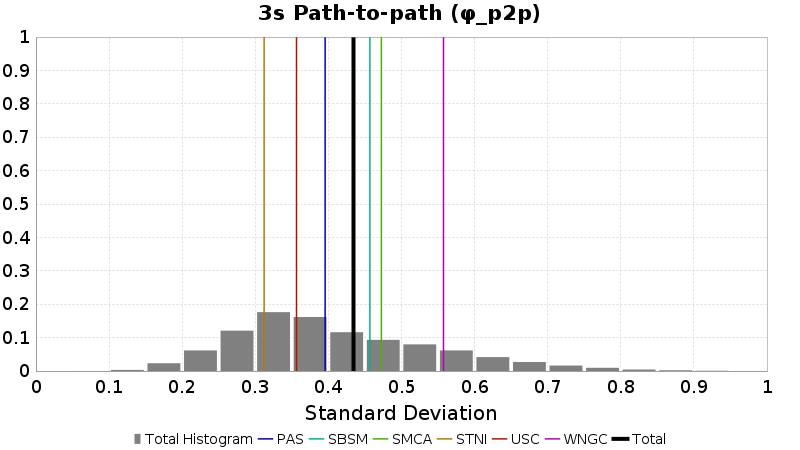 3s Path-to-path (φ_p2p)
1
0.9
0.8
0.7
0.6
0.5
0.4
0.3
0.2
0.1
0
0 0.1 0.2 0.3 0.4 0.5 0.6 0.7 0.8 0.9 1
Standard Deviation
Total Histogram PAS SBSM SMCA STNI USC WNGC Total